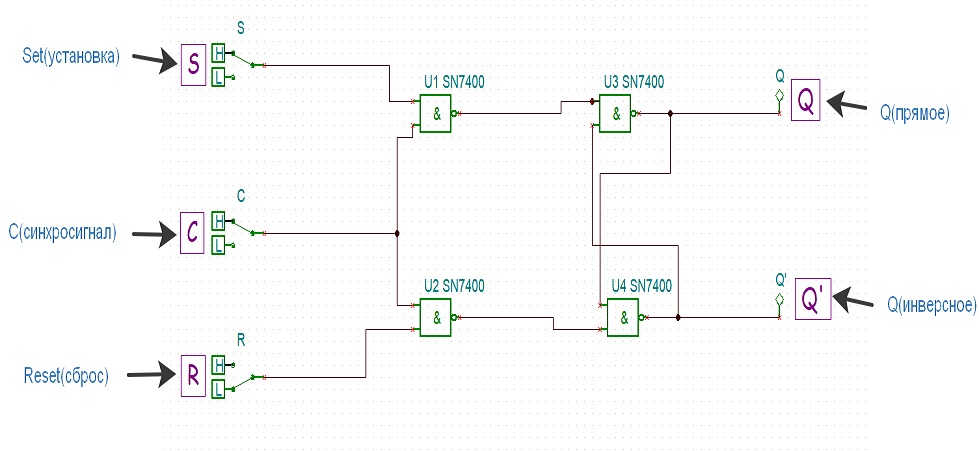 S
Set(установка)
S
H
L
U1 SN7400
&
U3 SN7400
&
Q
Q
Q(прямое)
C
C(синхросигнал)
C
H
L
U2 SN7400
&
U4 SN7400
&
Q'
Q'
Q(инверсное)
R
Reset(сброс)
R
H
L